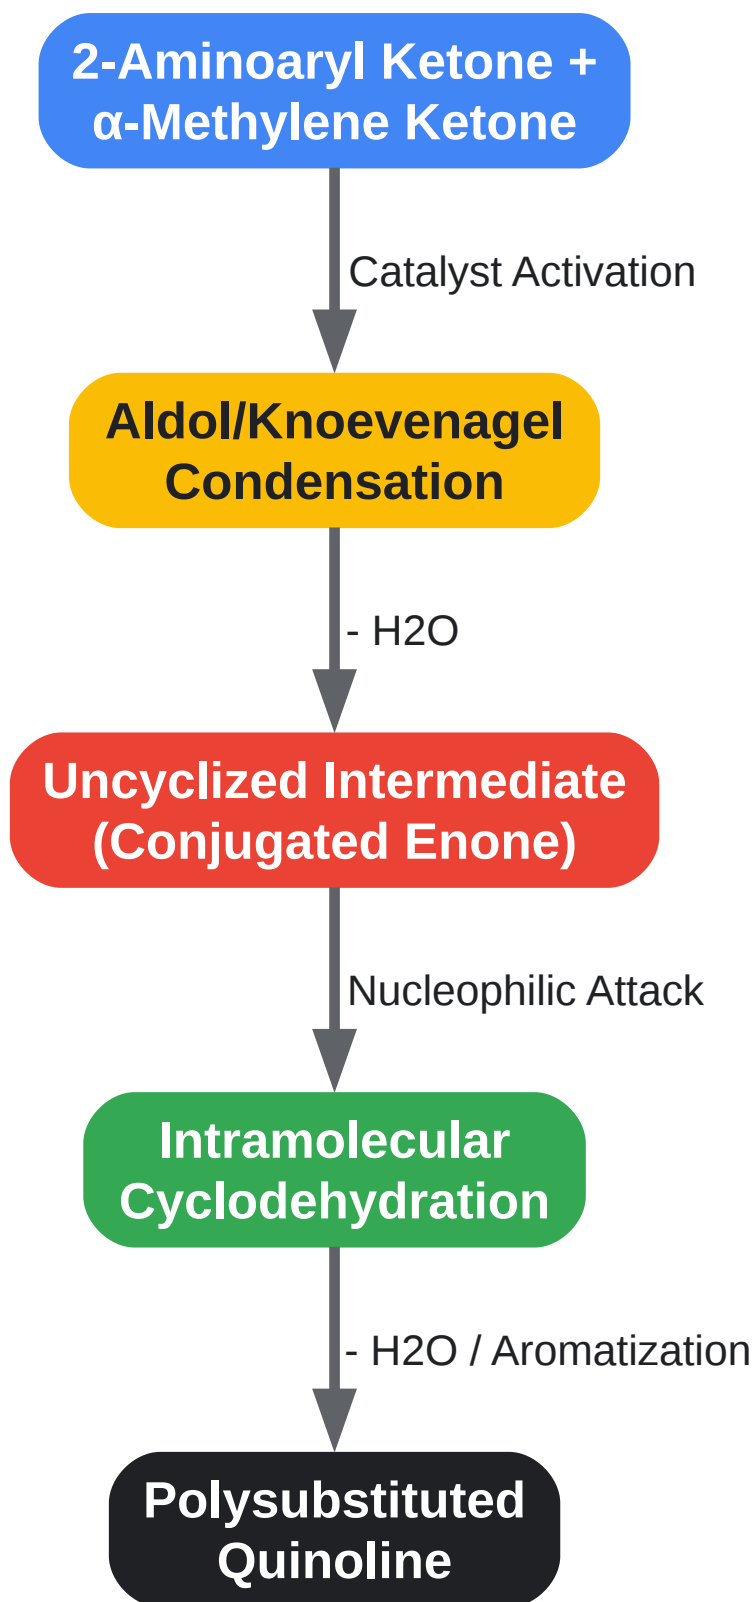 2-Aminoaryl Ketone +
α-Methylene Ketone
Catalyst Activation
Aldol/Knoevenagel
Condensation
- H2O
Uncyclized Intermediate
(Conjugated Enone)
Nucleophilic Attack
Intramolecular
Cyclodehydration
- H2O / Aromatization
Polysubstituted
Quinoline